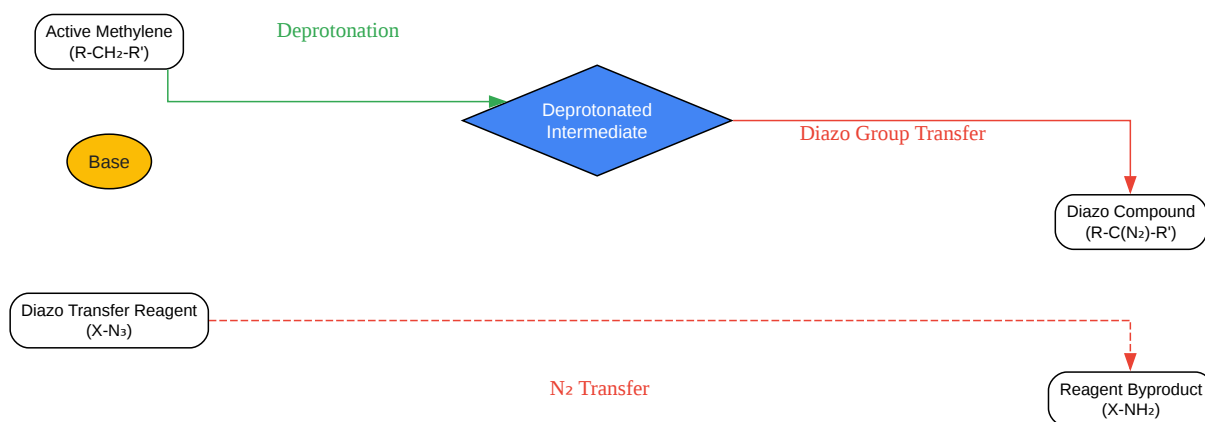 Active Methylene
(R-CH₂-R')
Deprotonation
Deprotonated
Intermediate
Diazo Group Transfer
Base
Diazo Compound
(R-C(N₂)-R')
Diazo Transfer Reagent
(X-N₃)
N₂ Transfer
Reagent Byproduct
(X-NH₂)